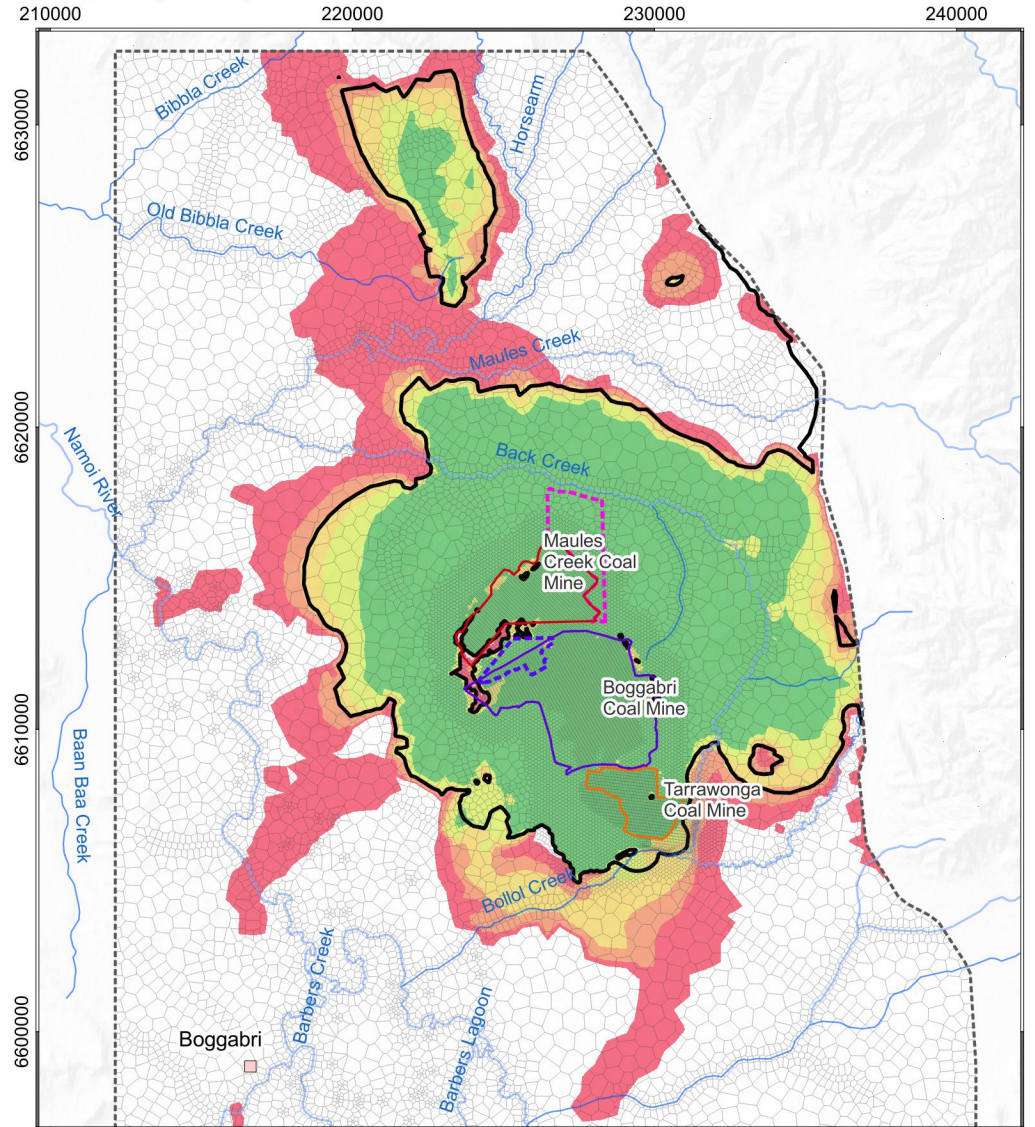 210000
220000
230000
240000
6630000
6620000
6610000
6600000
Bibbla Creek
Horsearm
Old Bibbla Creek
Maules Creek
Namoi River
Back Creek
Maules
Creek Coal
Mine
Boggabri
Coal Mine
Tarrawonga
Coal Mine
Baan Baa Creek
Bollol Creek
Barbers Creek
Barbers Lagoon
Boggabri